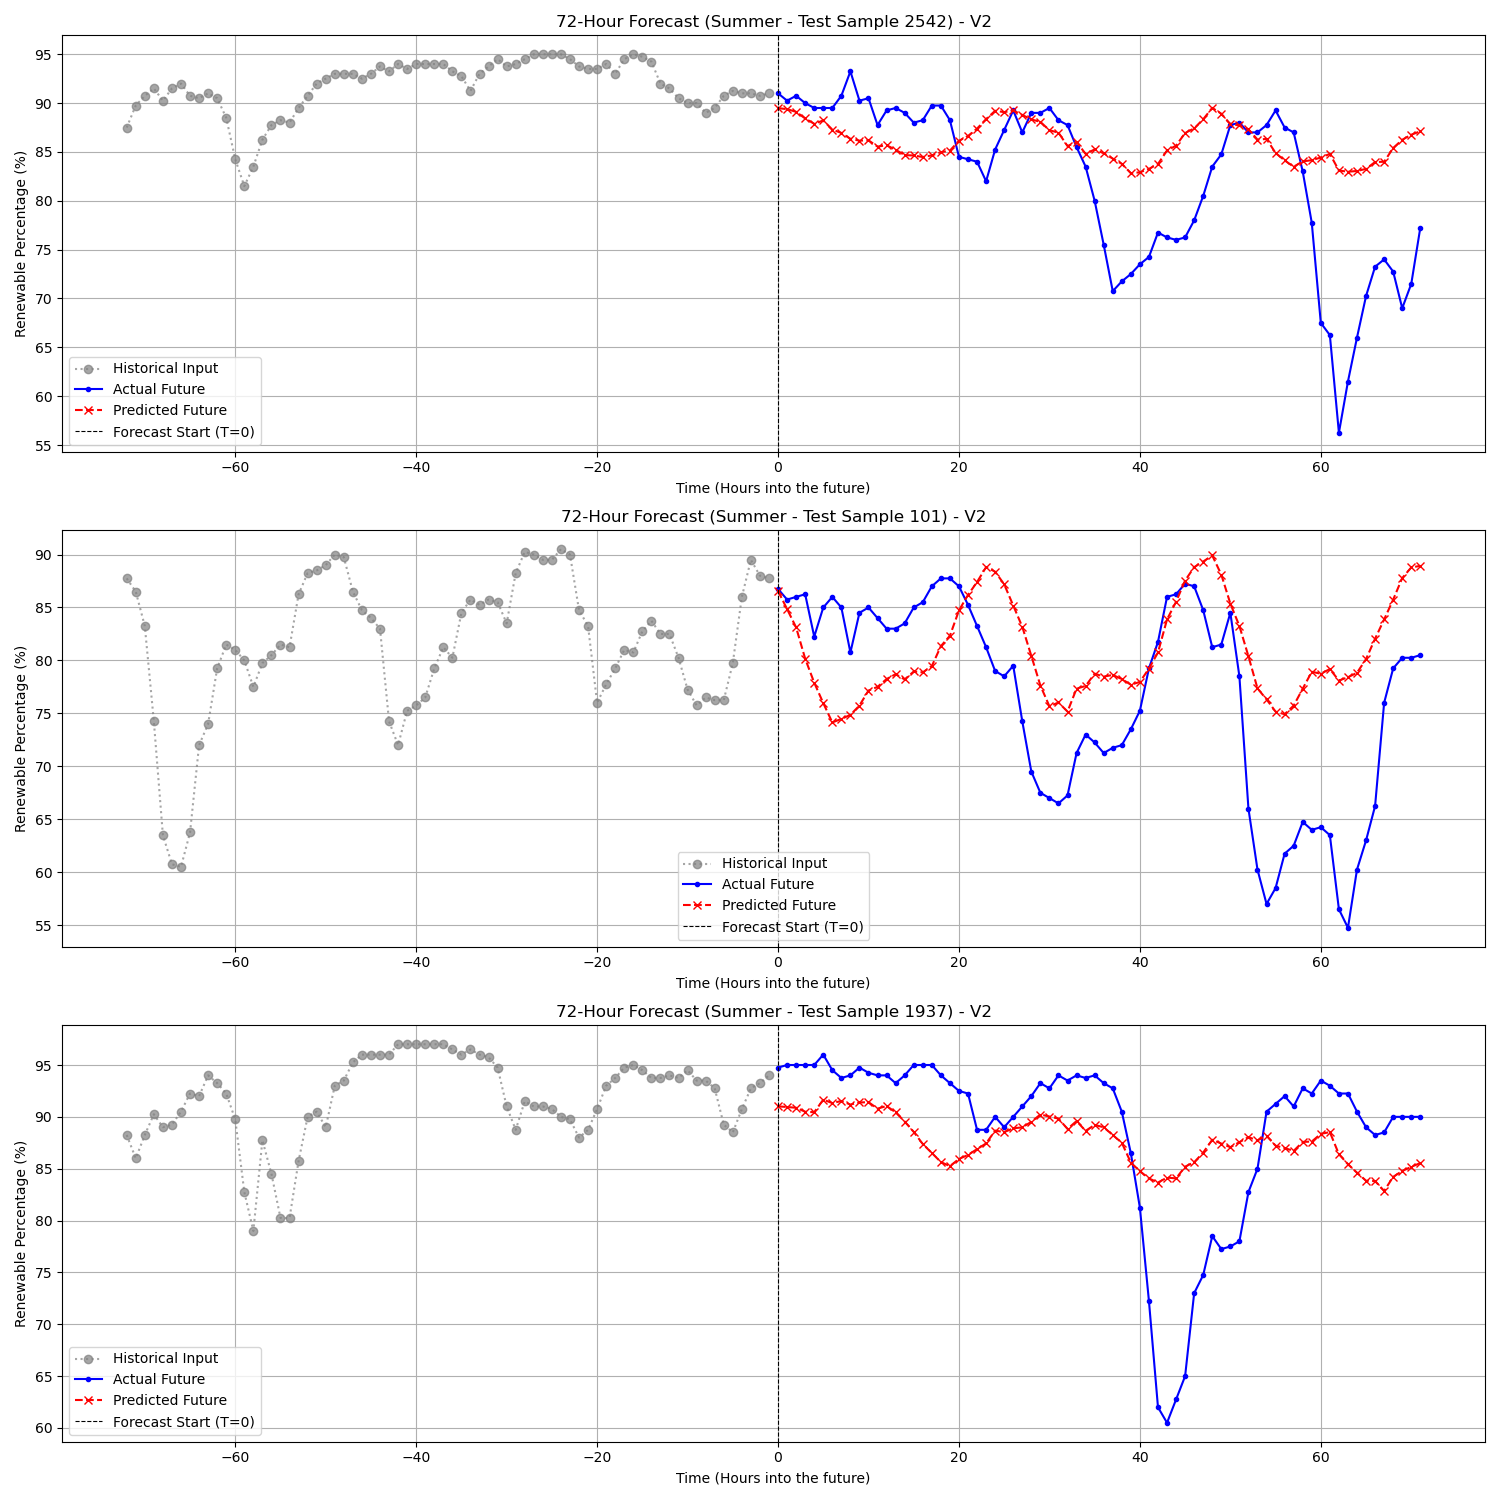 72-Hour Forecast (Summer - Test Sample 2542) - V2
Renewable Percentage (%)
95
90
85
80
75
70
65
60
55
Historical Input
Actual Future
Predicted Future
Forecast Start (T=0)
−60 −40 −20 0 20 40 60
Time (Hours into the future)
72-Hour Forecast (Summer - Test Sample 101) - V2
Renewable Percentage (%)
90
85
80
75
70
65
60
55
Historical Input
Actual Future
Predicted Future
Forecast Start (T=0)
−60 −40 −20 0 20 40 60
Time (Hours into the future)
72-Hour Forecast (Summer - Test Sample 1937) - V2
Renewable Percentage (%)
95
90
85
80
75
70
65
60
Historical Input
Actual Future
Predicted Future
Forecast Start (T=0)
−60 −40 −20 0 20 40 60
Time (Hours into the future)